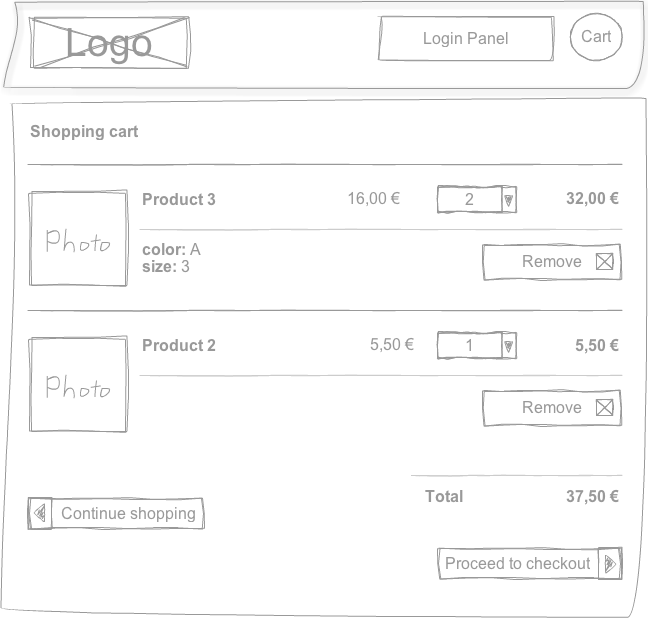 Logo
Login Panel
Cart
Shopping cart
Product 3
16,00 €
2
32,00 €
Photo
color: A
size: 3
Remove
Product 2
5,50 €
1
5,50 €
Photo
Remove
Total
37,50 €
Continue shopping
Proceed to checkout